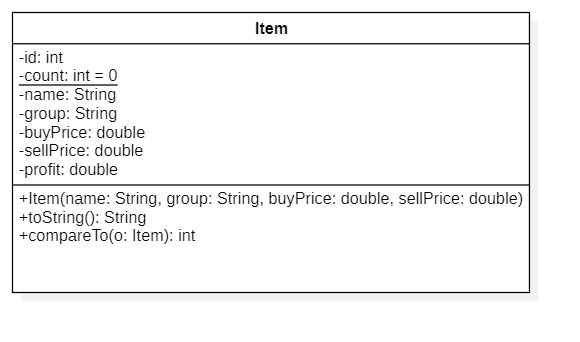 Item
-id: int
-count: int = 0
-name: String
-group: String
-buyPrice: double
-sellPrice: double
-profit: double
+Item(name: String, group: String, buyPrice: double, sellPrice: double)
+toString(): String
+compareTo(o: Item): int